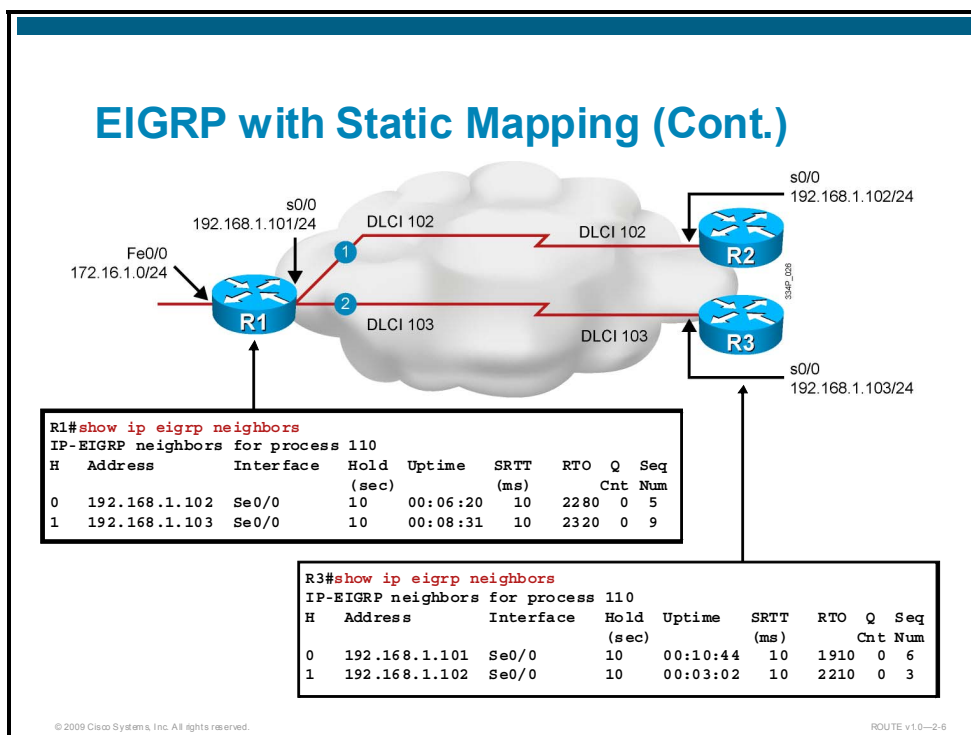 EIGRP with Static Mapping (Cont.)
s0/0
192.168.1.101/24
Fe0/0
172.16.1.0/24
R1
1
2
DLCI 102
DLCI 102
DLCI 103
DLCI 103
s0/0
192.168.1.102/24
R2
334P_026
R3
s0/0
192.168.1.103/24
R1#show ip eigrp neighbors
IP-EIGRP neighbors for process 110
H Address Interface Hold Uptime SRTT RTO Q Seq
(sec) (ms) Cnt Num
0 192.168.1.102 Se0/0 10 00:06:20 10 2280 0 5
1 192.168.1.103 Se0/0 10 00:08:31 10 2320 0 9
R3#show ip eigrp neighbors
IP-EIGRP neighbors for process 110
H Address Interface Hold Uptime SRTT RTO Q Seq
(sec) (ms) Cnt Num
0 192.168.1.101 Se0/0 10 00:10:44 10 1910 0 6
1 192.168.1.102 Se0/0 10 00:03:02 10 2210 0 3
© 2009 Cisco Systems, Inc. All rights reserved.
ROUTE v1.0—2-6